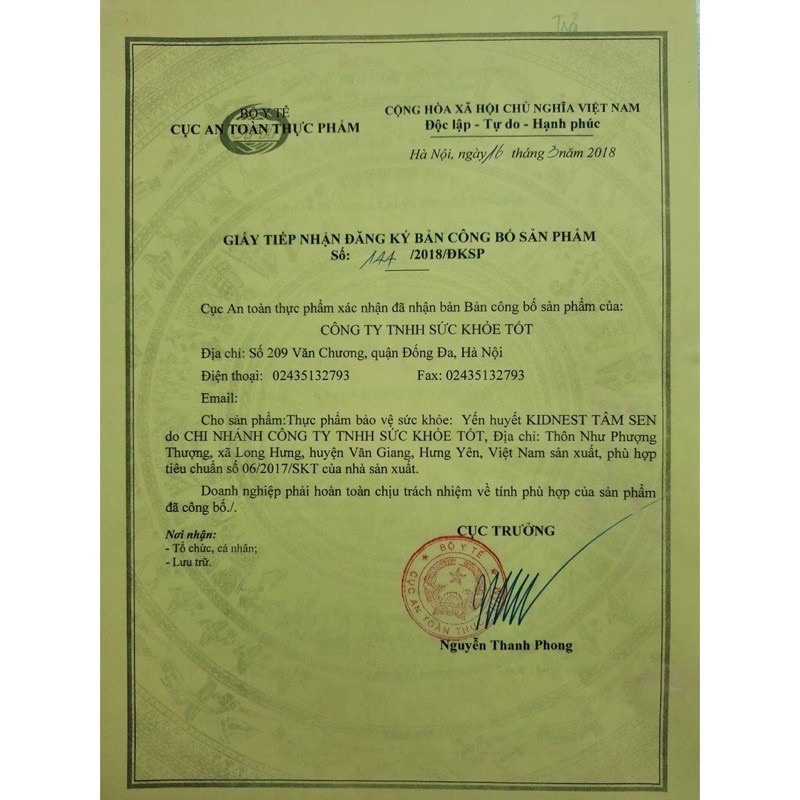 Trả
BỘ Y TẾ
CỤC AN TOÀN THỰC PHẨM
CỘNG HÒA XÃ HỘI CHỦ NGHĨA VIỆT NAM
Độc lập - Tự do - Hạnh phúc
Hà Nội, ngày 16 tháng 3 năm 2018
GIẤY TIẾP NHẬN ĐĂNG KÝ BẢN CÔNG BỐ SẢN PHẨM
Số: 144 /2018/ĐKSP
Cục An toàn thực phẩm xác nhận đã nhận bản Bản công bố sản phẩm của:
CÔNG TY TNHH SỨC KHỎE TỐT
Địa chỉ: Số 209 Văn Chương, quận Đống Đa, Hà Nội
Điện thoại: 02435132793 Fax: 02435132793
Email:
Cho sản phẩm:Thực phẩm bảo vệ sức khỏe: Yến huyết KIDNEST TÂM SEN
do CHI NHÁNH CÔNG TY TNHH SỨC KHỎE TỐT, Địa chỉ: Thôn Như Phượng
Thượng, xã Long Hưng, huyện Văn Giang, Hưng Yên, Việt Nam sản xuất, phù hợp
tiêu chuẩn số 06/2017/SKT của nhà sản xuất.
Doanh nghiệp phải hoàn toàn chịu trách nhiệm về tính phù hợp của sản phẩm
đã công bố./.
Nơi nhận:
- Tổ chức, cá nhân;
- Lưu trữ.
CỤC TRƯỞNG
BỘ Y TẾ
CỤC AN TOÀN THỰ
Nguyễn Thanh Phong